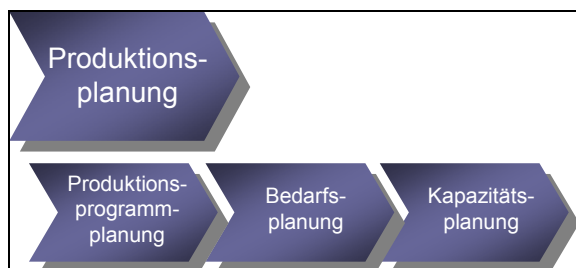 Produktions-
planung
Produktions-
programm-
planung
Bedarfs-
planung
Kapazitäts-
planung